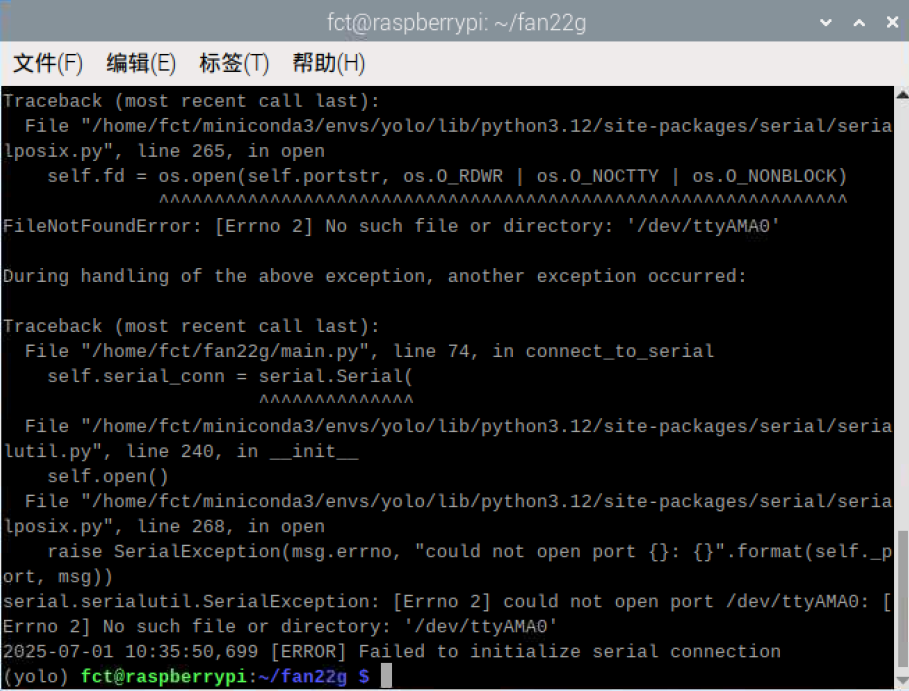 fct@raspberrypi: ~/fan22g
文件(F) 编辑(E) 标签(T) 帮助(H)
Traceback (most recent call last):
  File "/home/fct/miniconda3/envs/yolo/lib/python3.12/site-packages/serial/seria
lposix.py", line 265, in open
    self.fd = os.open(self.portstr, os.O_RDWR | os.O_NOCTTY | os.O_NONBLOCK)
              ^^^^^^^^^^^^^^^^^^^^^^^^^^^^^^^^^^^^^^^^^^^^^^^^^^^^^^^^^^^^^^
FileNotFoundError: [Errno 2] No such file or directory: '/dev/ttyAMA0'

During handling of the above exception, another exception occurred:

Traceback (most recent call last):
  File "/home/fct/fan22g/main.py", line 74, in connect_to_serial
    self.serial_conn = serial.Serial(
                       ^^^^^^^^^^^^^^
  File "/home/fct/miniconda3/envs/yolo/lib/python3.12/site-packages/serial/seria
lutil.py", line 240, in __init__
    self.open()
  File "/home/fct/miniconda3/envs/yolo/lib/python3.12/site-packages/serial/seria
lposix.py", line 268, in open
    raise SerialException(msg.errno, "could not open port {}: {}".format(self._p
ort, msg))
serial.serialutil.SerialException: [Errno 2] could not open port /dev/ttyAMA0: [
Errno 2] No such file or directory: '/dev/ttyAMA0'
2025-07-01 10:35:50,699 [ERROR] Failed to initialize serial connection
(yolo) fct@raspberrypi:~/fan22g $